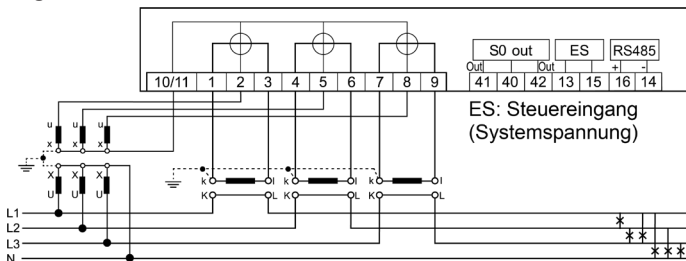 S0 out ES RS485
Out Out + -
10/11 1 2 3 4 5 6 7 8 9 41 40 42 13 15 16 14
ES: Steuereingang
(Systemspannung)
u u u
x x x
X X X
U U U
k l k l k l
K L K L K L
L1
L2
L3
N